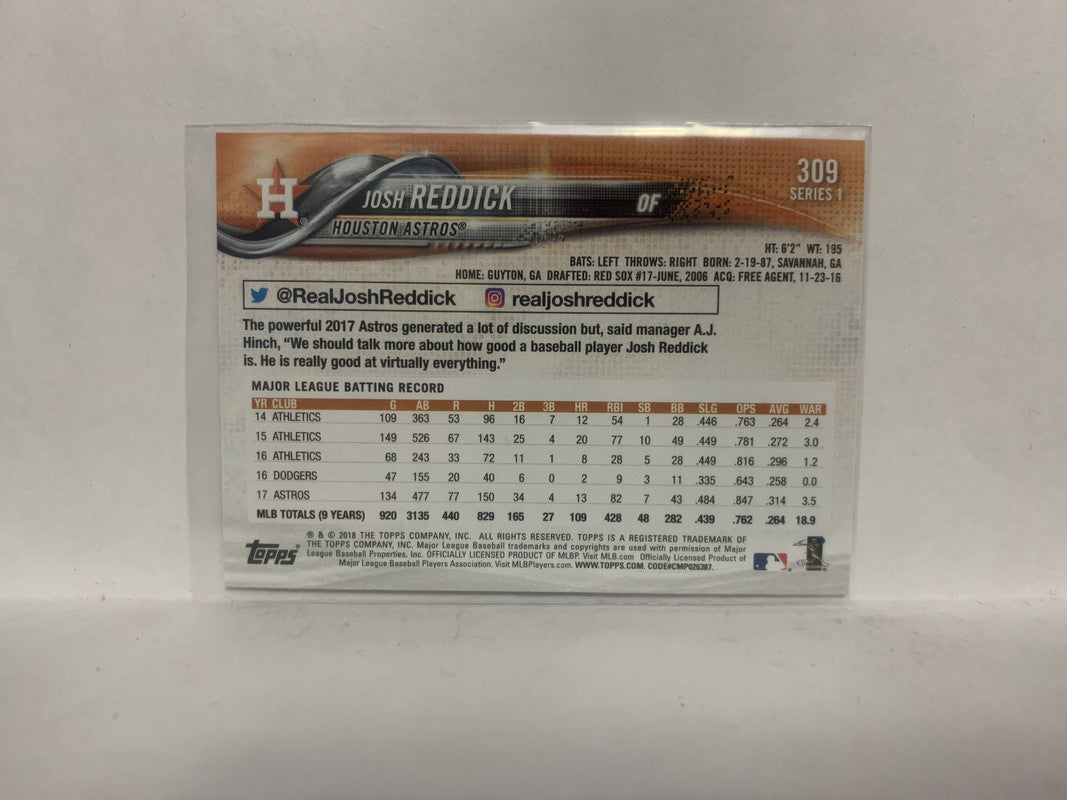 309
SERIES 1
H
JOSH REDDICK
OF
HOUSTON ASTROS®
HT: 6'2" WT: 195
BATS: LEFT THROWS: RIGHT BORN: 2-19-87, SAVANNAH, GA
HOME: GUYTON, GA DRAFTED: RED SOX #17-JUNE, 2006 ACQ: FREE AGENT, 11-23-16
@RealJoshReddick realjoshreddick
The powerful 2017 Astros generated a lot of discussion but, said manager A.J.
Hinch, “We should talk more about how good a baseball player Josh Reddick
is. He is really good at virtually everything.”
MAJOR LEAGUE BATTING RECORD
YR CLUB G AB R H 2B 3B HR RBI SB BB SLG OPS AVG WAR
14 ATHLETICS 109 363 53 96 16 7 12 54 1 28 .446 .763 .264 2.4
15 ATHLETICS 149 526 67 143 25 4 20 77 10 49 .449 .781 .272 3.0
16 ATHLETICS 68 243 33 72 11 1 8 28 5 28 .449 .816 .296 1.2
16 DODGERS 47 155 20 40 6 0 2 9 3 11 .335 .643 .258 0.0
17 ASTROS 134 477 77 150 34 4 13 82 7 43 .484 .847 .314 3.5
MLB TOTALS (9 YEARS) 920 3135 440 829 165 27 109 428 48 282 .439 .762 .264 18.9
Topps
® & © 2018 THE TOPPS COMPANY, INC. ALL RIGHTS RESERVED. TOPPS IS A REGISTERED TRADEMARK OF
THE TOPPS COMPANY, INC. Major League Baseball trademarks and copyrights are used with permission of Major
League Baseball Properties, Inc. OFFICIALLY LICENSED PRODUCT OF MLBP. Visit MLB.com Officially Licensed Product of
Major League Baseball Players Association. Visit MLBPlayers.com. WWW.TOPPS.COM. CODE#CMP026387.